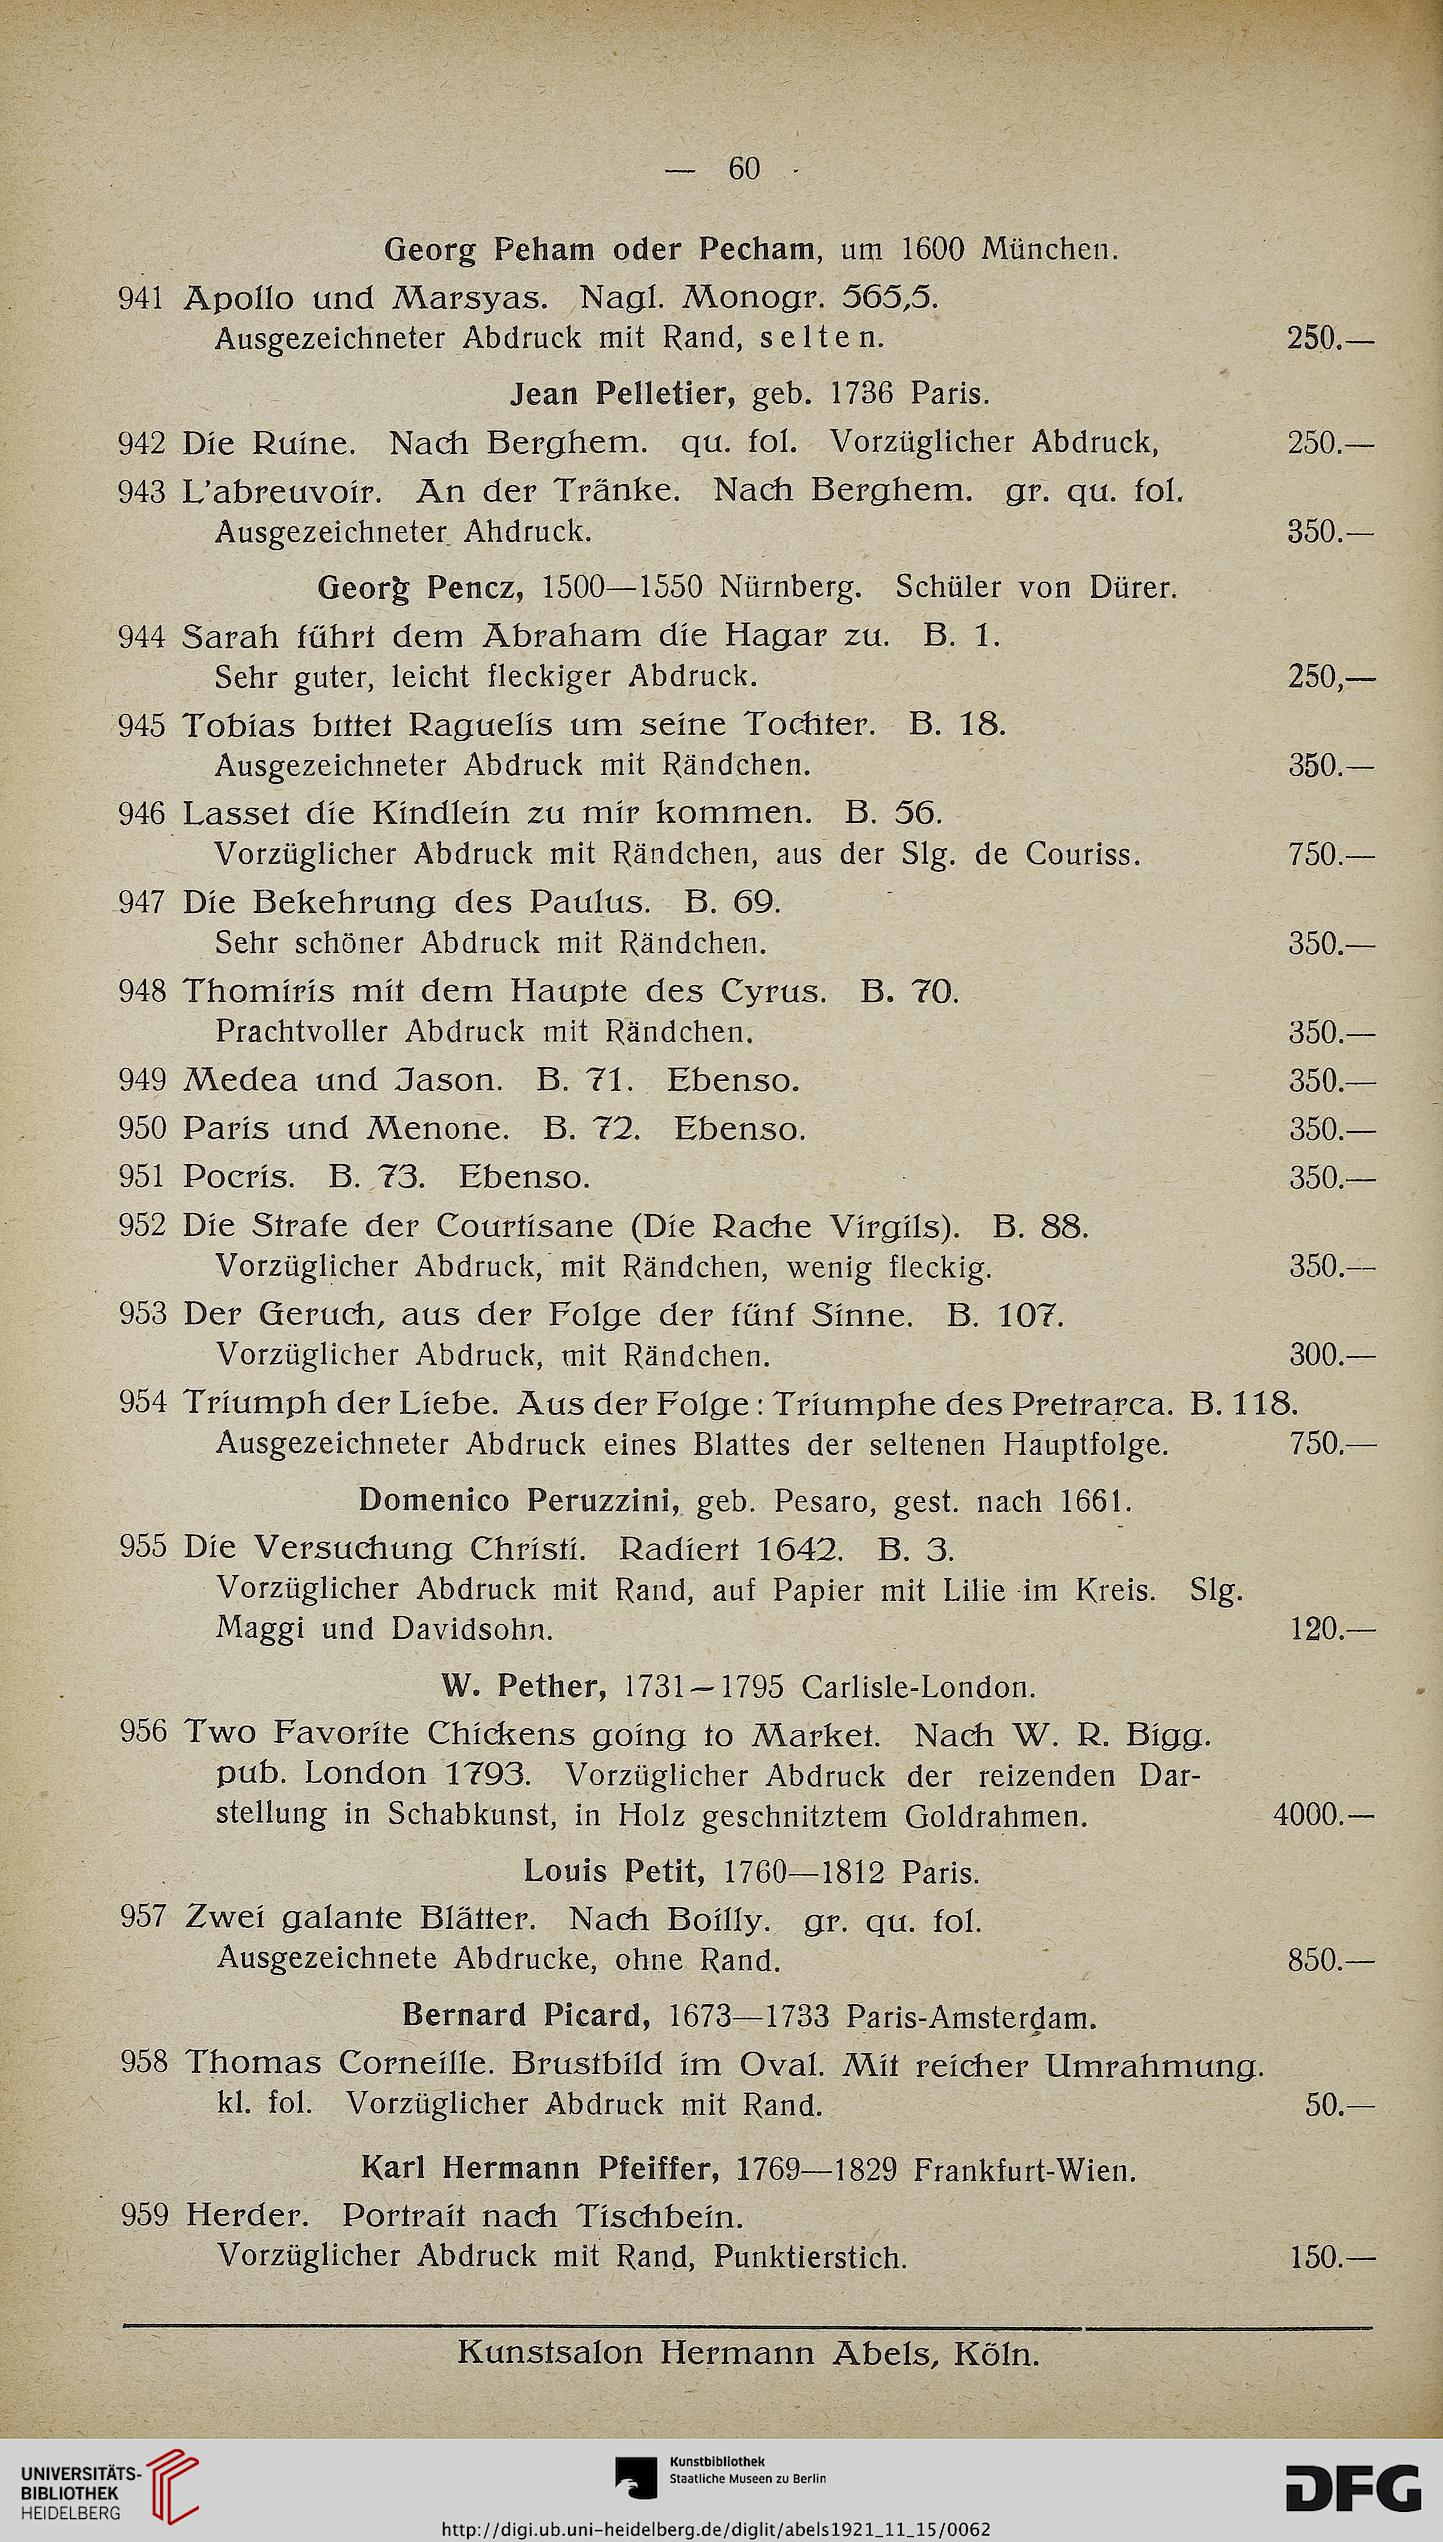 — 60 -
Georg Peham oder Pecham, um 1600 München.
941 Apollo und Marsyas. Nagl. Monogr. 565,5.
Ausgezeichneter Abdruck mit Rand, selten. 250.—
Jean Pelletier, geb. 1736 Paris.
942 Die Ruine. Nach Berghem. qu. fol. Vorzüglicher Abdruck, 250.—
943 L'abreuvoir. An der Tränke. Nach Berghem. gr. qu. fol.
Ausgezeichneter Ahdruck. 350.—
Georg Pencz, 1500—1550 Nürnberg. Schüler von Dürer.
944 Sarah führt dem Abraham die Hagar zu. B. 1.
Sehr guter, leicht fleckiger Abdruck. 250,—
945 Tobias bittet Raguelis um seine Tochter. B. 18.
Ausgezeichneter Abdruck mit Rändchen. 350.—
946 Lasset die Kindlein zu mir kommen. B. 56.
Vorzüglicher Abdruck mit Rändchen, aus der Slg. de Couriss. 750.—
947 Die Bekehrung des Paulus. B. 69.
Sehr schöner Abdruck mit Rändchen. 350.—
948 Thomiris mit dem Haupte des Cyrus. B. 70.
Prachtvoller Abdruck mit Rändchen. 350.—
949 Medea und Jason. B. 71. Ebenso. 350.—
950 Paris und Menone. B. 72. Ebenso. 350.—
951 Pocris. B. 73. Ebenso. 350.—
952 Die Strafe der Courtisane (Die Rache Virgils). B. 88.
Vorzüglicher Abdruck, mit Rändchen, wenig fleckig. 350.—
953 Der Geruch, aus der Folge der fünf Sinne. B. 107.
Vorzüglicher Abdruck, mit Rändchen. 300.—
954 Triumph der Liebe. Aus der Folge: Triumphe des Pretrarca. B. 118.
Ausgezeichneter Abdruck eines Blattes der seltenen Hauptfolge. 750.—
Domenico Peruzzini, geb. Pesaro, gest. nach 1661.
955 Die Versuchung Christi. Radiert 1642. B. 3.
Vorzüglicher Abdruck mit Rand, auf Papier mit Lilie im Kreis. Slg.
Maggi und Davidsohn. 120.—
W. Pether, 1731—1795 Carlisle-London.
956 Two Favorite Chickens going to Market. Nach W. R. Bigg.
pub. London 1793. Vorzüglicher Abdruck der reizenden Dar-
stellung in Schabkunst, in Holz geschnitztem Goldrahmen. 4000.—
Louis Petit, 1760—1812 Paris.
957 Zwei galante Blätter. Nach Boilly. gr. qu. fol.
Ausgezeichnete Abdrucke, ohne Rand. 850.—
Bernard Picard, 1673—1733 Paris-Amsterdam.
958 Thomas Corneille. Brustbild im Oval. Mit reicher Umrahmung.
kl. fol. Vorzüglicher Abdruck mit Rand. 50.—
Karl Hermann Pfeiffer, 1769—1829 Frankfurt-Wien.
959 Herder. Portrait nach Tischbein.
Vorzüglicher Abdruck mit Rand, Punktierstich. 150.—
Kunstsalon Hermann Abels, Köln.
UNIVERSITÄTS-
BIBLIOTHEK
HEIDELBERG
Kunstbibliothek
Staatliche Museen zu Berlin
DFG
http://digi.ub.uni-heidelberg.de/diglit/abels1921_11_15/0062